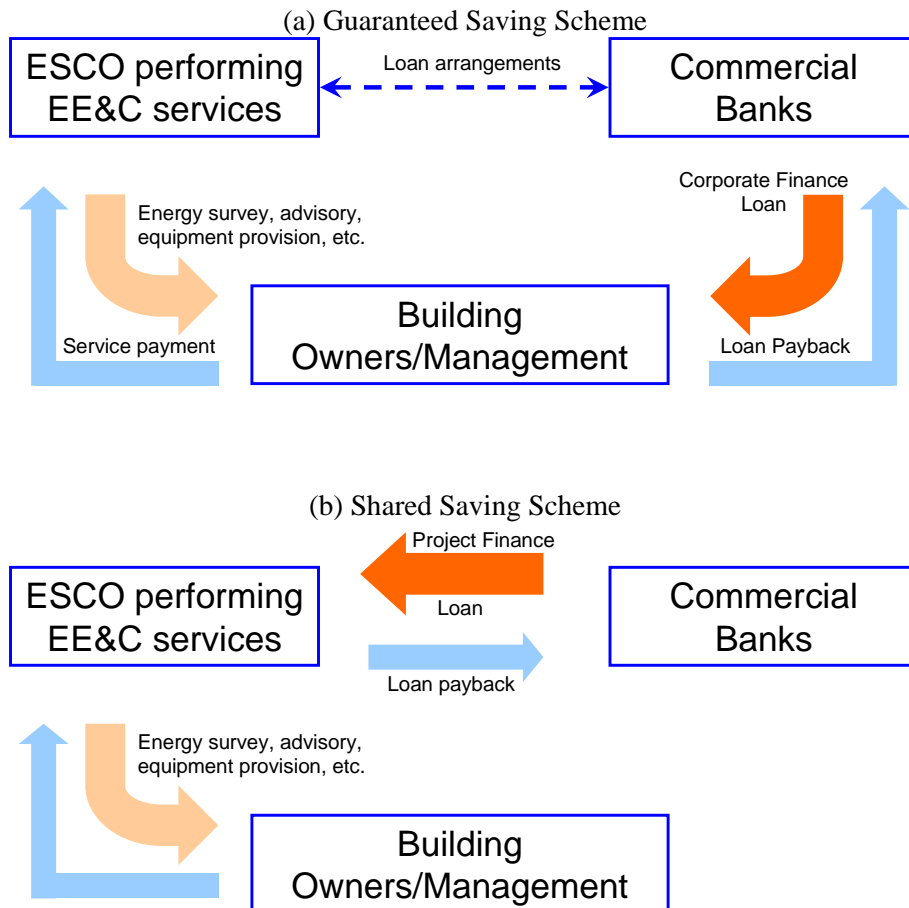 (a) Guaranteed Saving Scheme
ESCO performing
EE&C services
Loan arrangements
Commercial
Banks
Energy survey, advisory,
equipment provision, etc.
Corporate Finance
Loan
Building
Owners/Management
Service payment
Loan Payback
(b) Shared Saving Scheme
Project Finance
ESCO performing
EE&C services
Loan
Commercial
Banks
Loan payback
Energy survey, advisory,
equipment provision, etc.
Building
Owners/Management